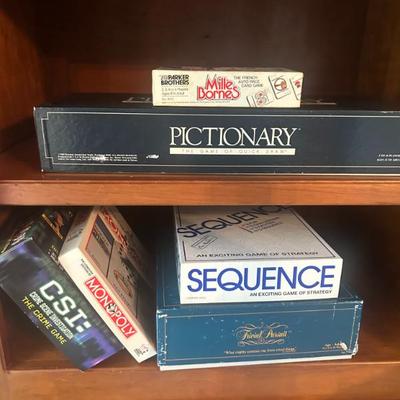 PARKER
BROTHERS
Mille
Bornes
THE FRENCH
AUTO RACE
CARD GAME
PICTIONARY
THE GAME OF QUICK DRAW
CSI:
CRIME SCENE INVESTIGATION
THE CRIME GAME
MONOPOLY
AN EXCITING GAME OF STRATEGY
SEQUENCE
AN EXCITING GAME OF STRATEGY
Trivial Pursuit